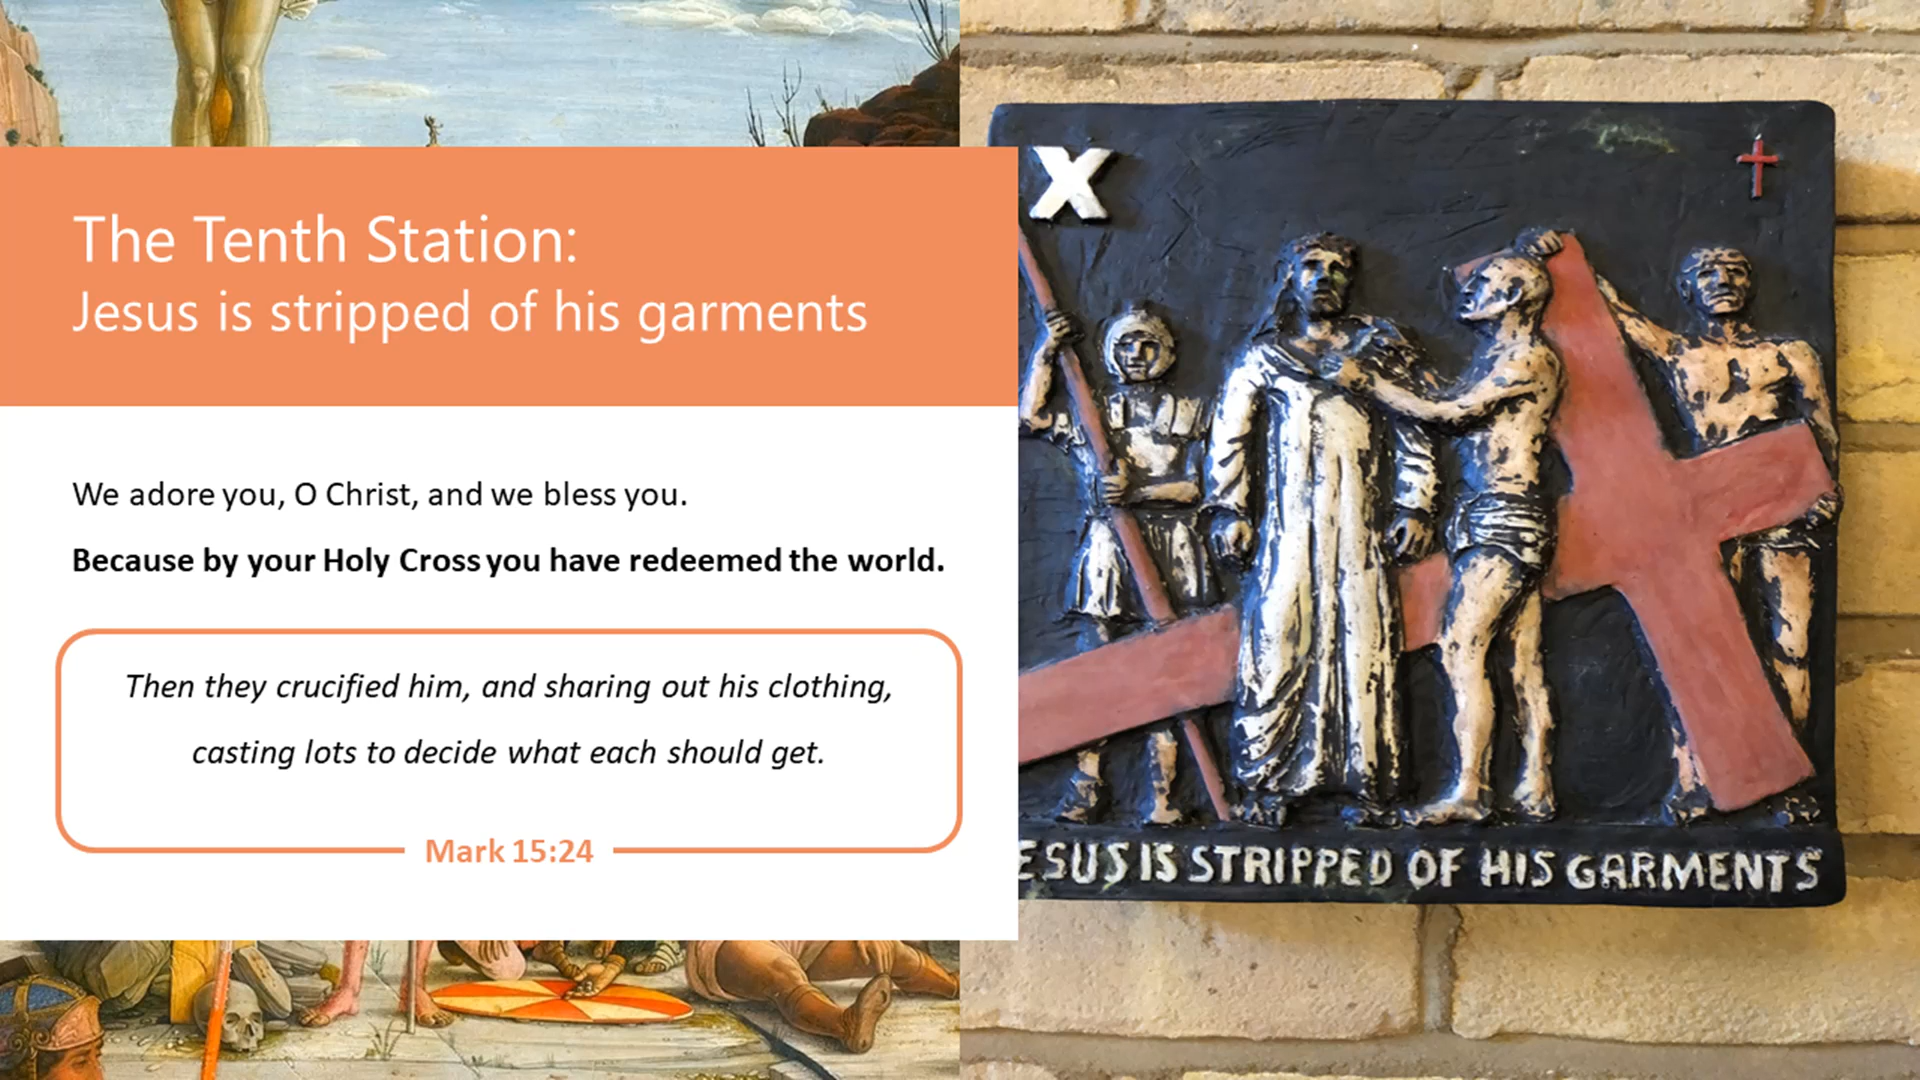 The Tenth Station:
Jesus is stripped of his garments
We adore you, O Christ, and we bless you.
Because by your Holy Cross you have redeemed the world.
Then they crucified him, and sharing out his clothing,
casting lots to decide what each should get.
Mark 15:24
X
ESUS IS STRIPPED OF HIS GARMENTS